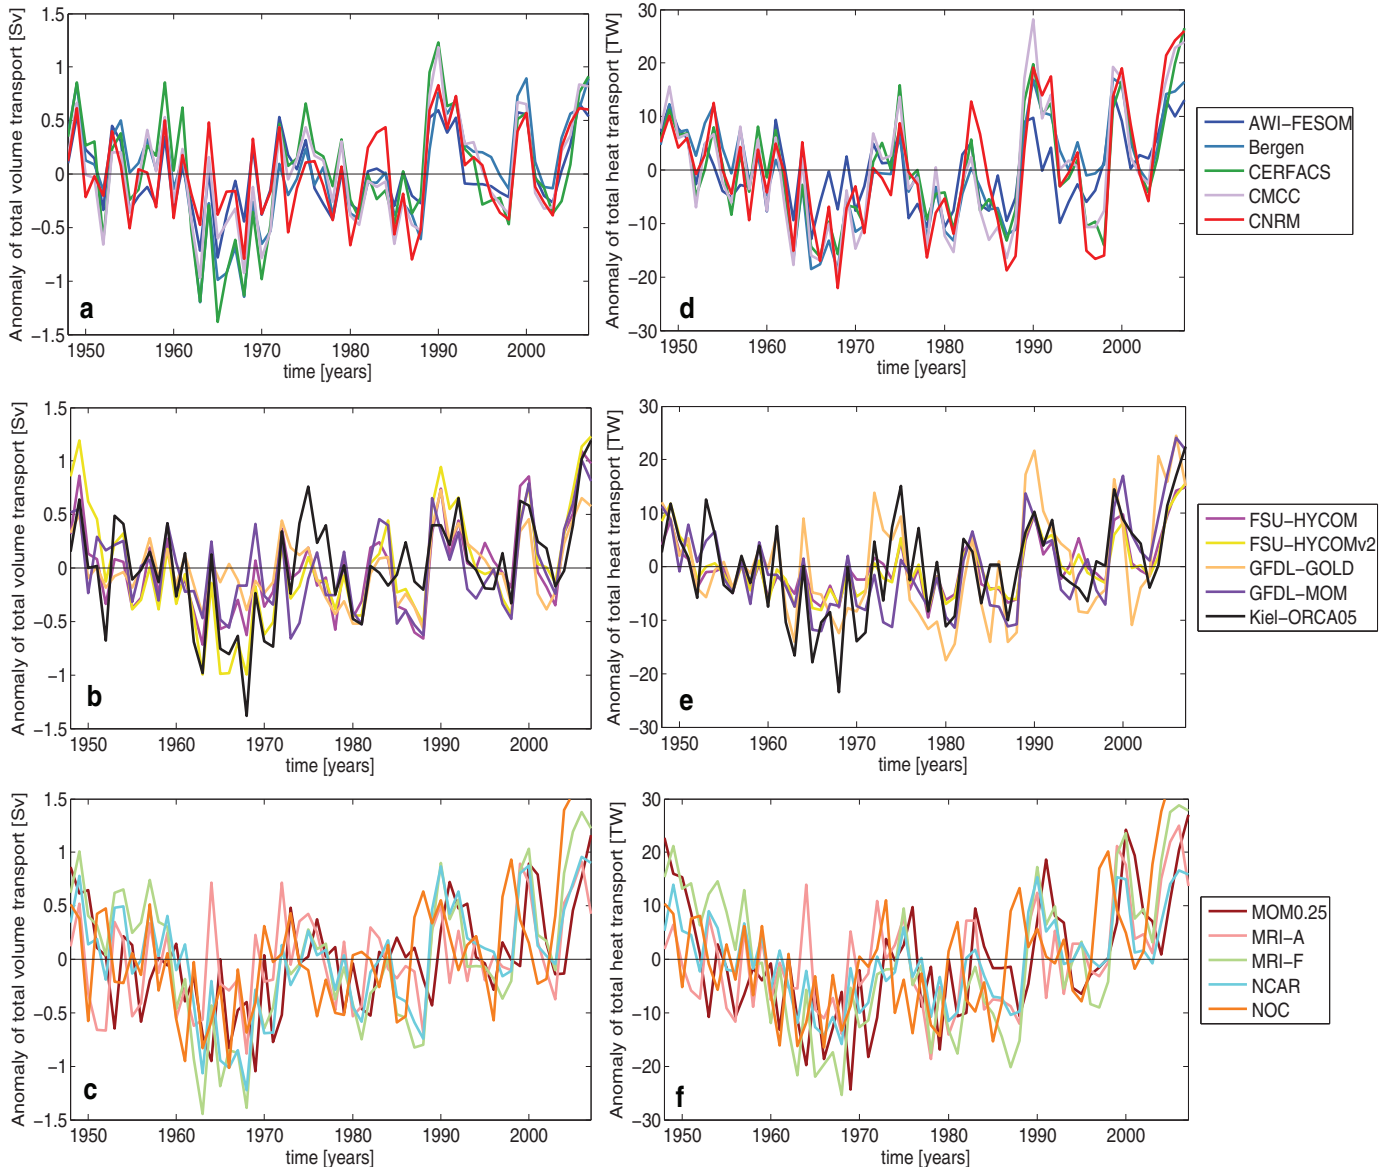 Anomaly of total volume transport [Sv]
1.5
1
0.5
0
−0.5
−1
−1.5
a
1950 1960 1970 1980 1990 2000
time [years]
Anomaly of total heat transport [TW]
30
20
10
0
−10
−20
−30
d
1950 1960 1970 1980 1990 2000
time [years]
AWI−FESOM
Bergen
CERFACS
CMCC
CNRM
Anomaly of total volume transport [Sv]
1.5
1
0.5
0
−0.5
−1
−1.5
b
1950 1960 1970 1980 1990 2000
time [years]
Anomaly of total heat transport [TW]
30
20
10
0
−10
−20
−30
e
1950 1960 1970 1980 1990 2000
time [years]
FSU−HYCOM
FSU−HYCOMv2
GFDL−GOLD
GFDL−MOM
Kiel−ORCA05
Anomaly of total volume transport [Sv]
1.5
1
0.5
0
−0.5
−1
−1.5
c
1950 1960 1970 1980 1990 2000
time [years]
Anomaly of total heat transport [TW]
30
20
10
0
−10
−20
−30
f
1950 1960 1970 1980 1990 2000
time [years]
MOM0.25
MRI−A
MRI−F
NCAR
NOC